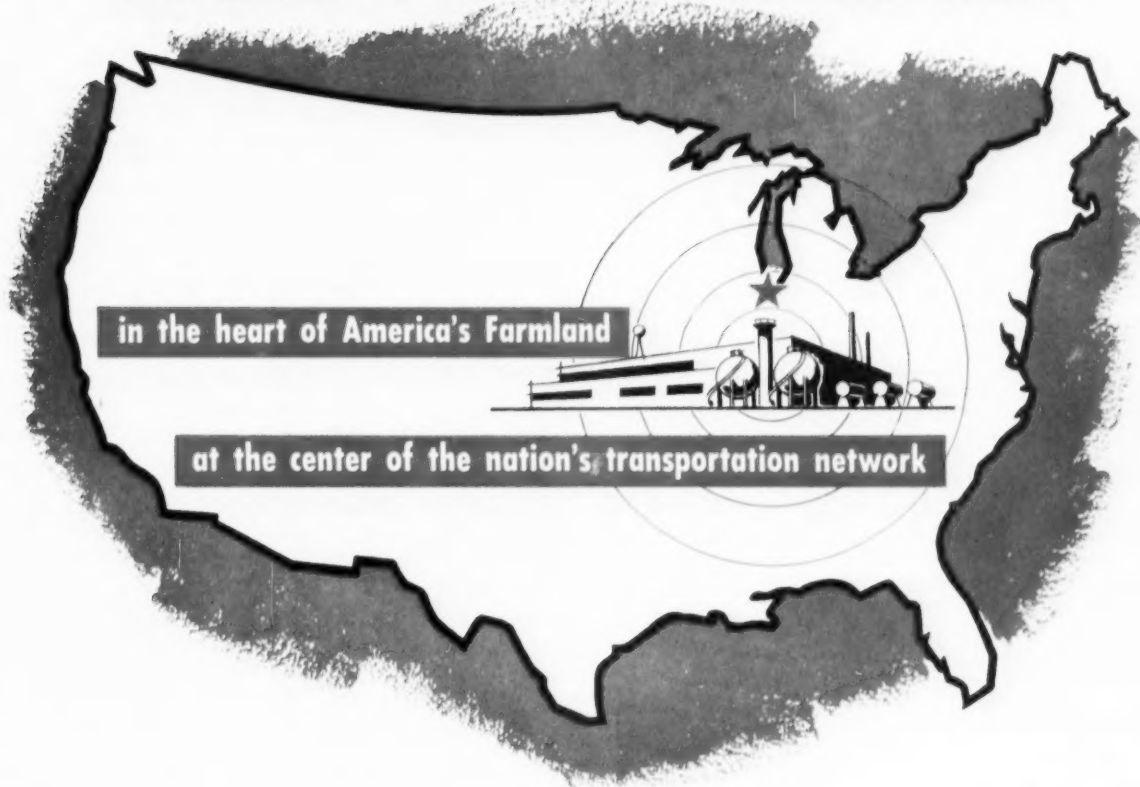 in the heart of America's Farmland
at the center of the nation's transportation network